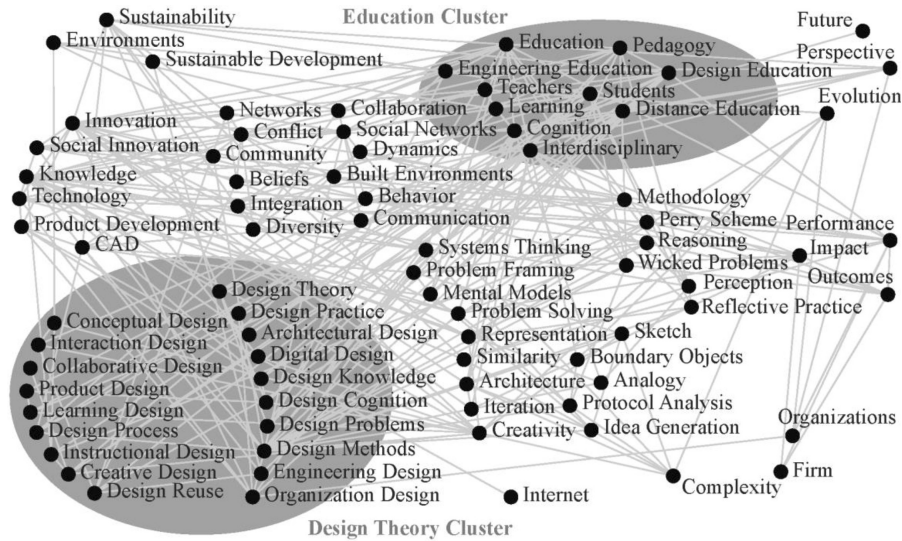 Sustainability
Education Cluster
Future
Environments
Education
Pedagogy
Perspective
Sustainable Development
Engineering Education
Design Education
Teachers
Students
Evolution
Networks
Collaboration
Learning
Distance Education
Innovation
Conflict
Social Networks
Cognition
Social Innovation
Community
Dynamics
Interdisciplinary
Knowledge
Beliefs
Built Environments
Technology
Integration
Behavior
Methodology
Product Development
Diversity
Communication
Perry Scheme
Performance
CAD
Systems Thinking
Reasoning
Impact
Problem Framing
Wicked Problems
Outcomes
Design Theory
Mental Models
Perception
Design Practice
Problem Solving
Reflective Practice
Conceptual Design
Architectural Design
Representation
Sketch
Interaction Design
Digital Design
Similarity
Boundary Objects
Collaborative Design
Design Knowledge
Architecture
Analogy
Product Design
Design Cognition
Iteration
Protocol Analysis
Learning Design
Design Problems
Creativity
Idea Generation
Organizations
Design Process
Design Methods
Instructional Design
Engineering Design
Firm
Creative Design
Complexity
Design Reuse
Organization Design
Internet
Design Theory Cluster